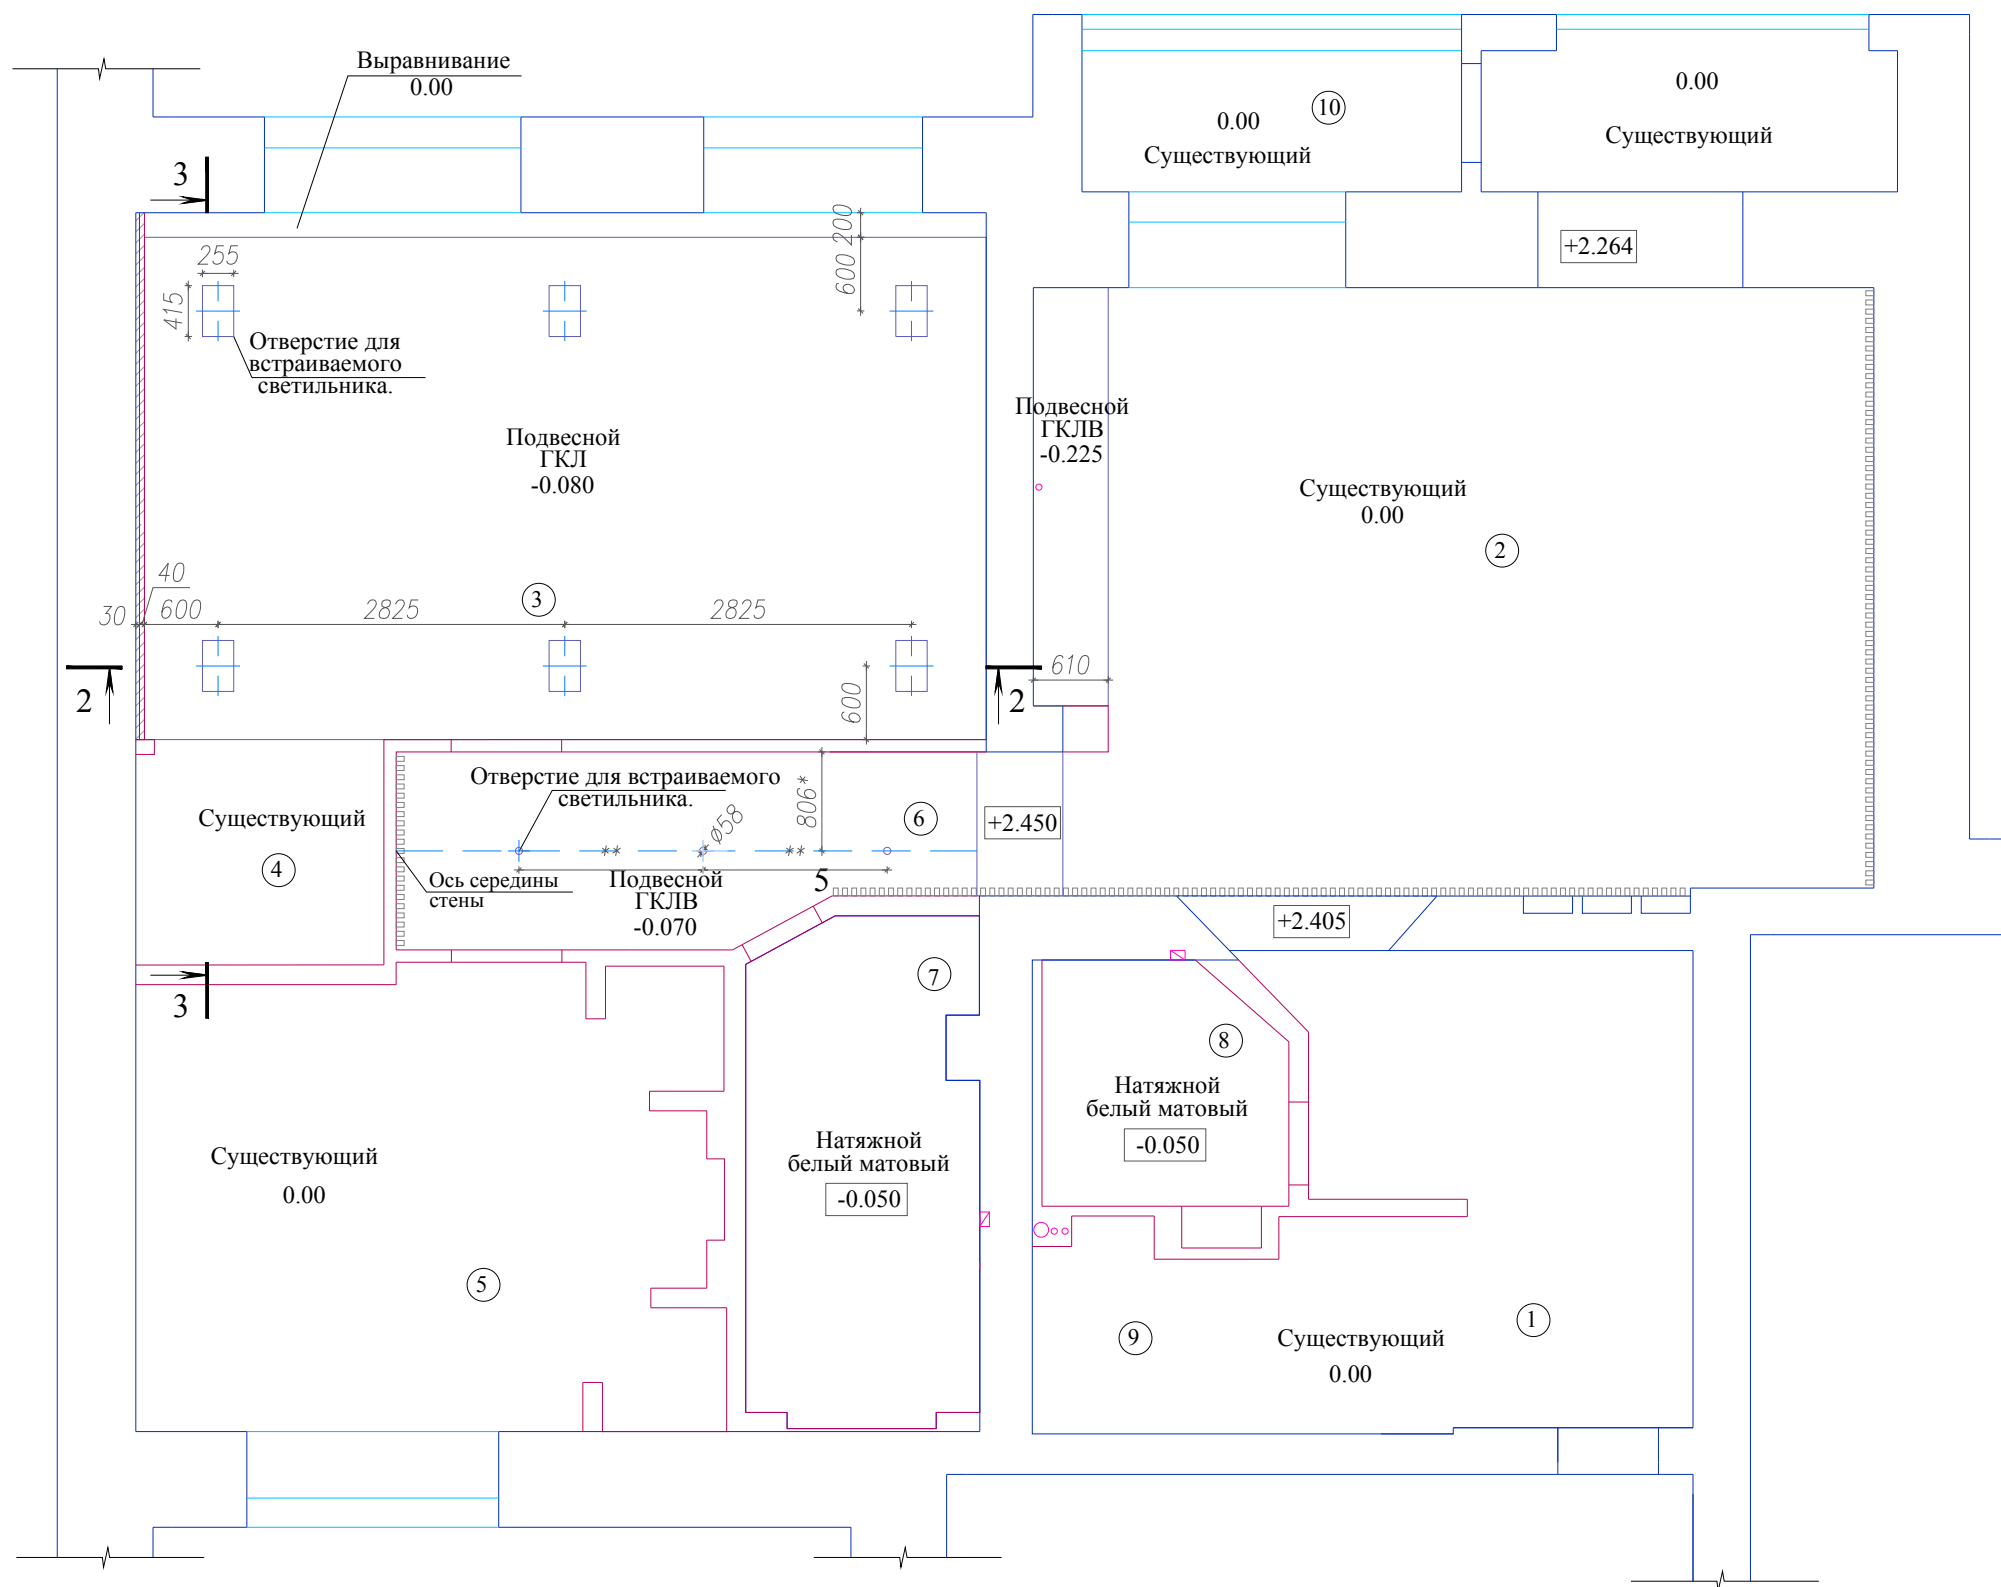 Выравнивание
0.00
0.00
Существующий
10
0.00
Существующий
3
200
600
+2.264
255
415
Отверстие для
встраиваемого
светильника.
Подвесной
ГКЛ
-0.080
Подвесной
ГКЛВ
-0.225
Существующий
0.00
2
40
30
600
2825
3
2825
2
600
2
610
Отверстие для встраиваемого
светильника.
806*
ø58
6
+2.450
Существующий
4
**
**
5
Ось середины
стены
Подвесной
ГКЛВ
-0.070
+2.405
3
7
8
Натяжной
белый матовый
-0.050
Натяжной
белый матовый
-0.050
Существующий
0.00
5
9
1
Существующий
0.00